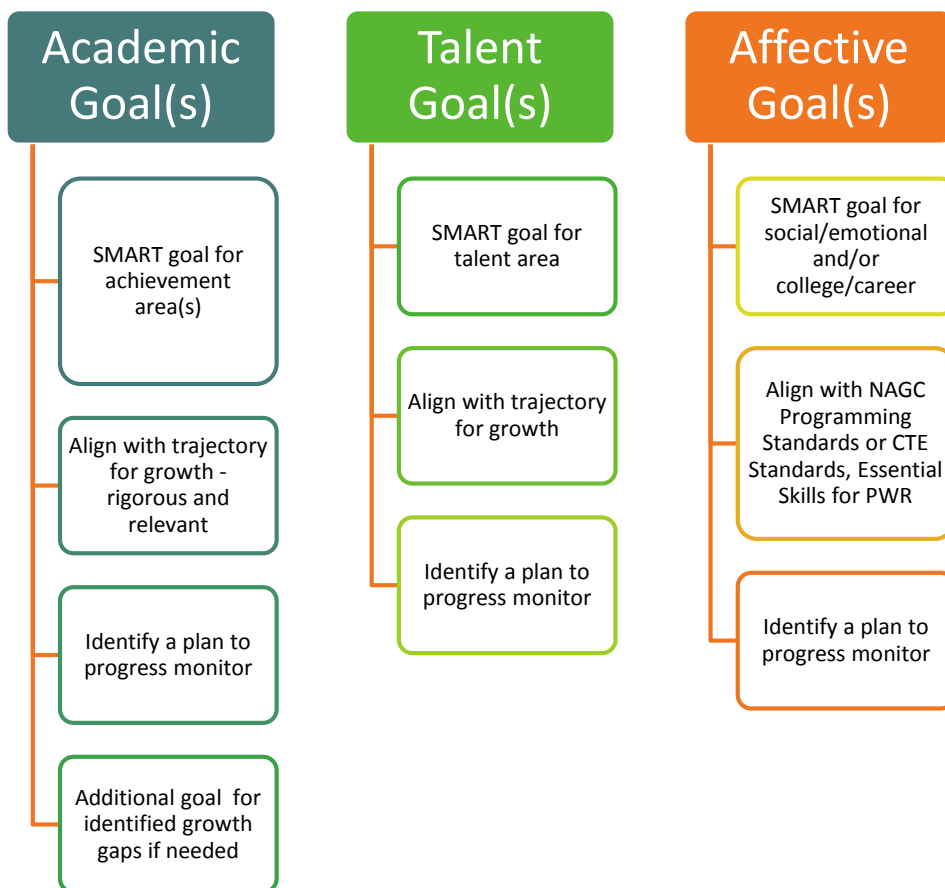 Academic
Goal(s)
SMART goal for
achievement
area(s)
Align with trajectory
for growth -
rigorous and
relevant
Identify a plan to
progress monitor
Additional goal for
identified growth
gaps if needed
Talent
Goal(s)
SMART goal for
talent area
Align with trajectory
for growth
Identify a plan to
progress monitor
Affective
Goal(s)
SMART goal for
social/emotional
and/or
college/career
Align with NAGC
Programming
Standards or CTE
Standards, Essential
Skills for PWR
Identify a plan to
progress monitor